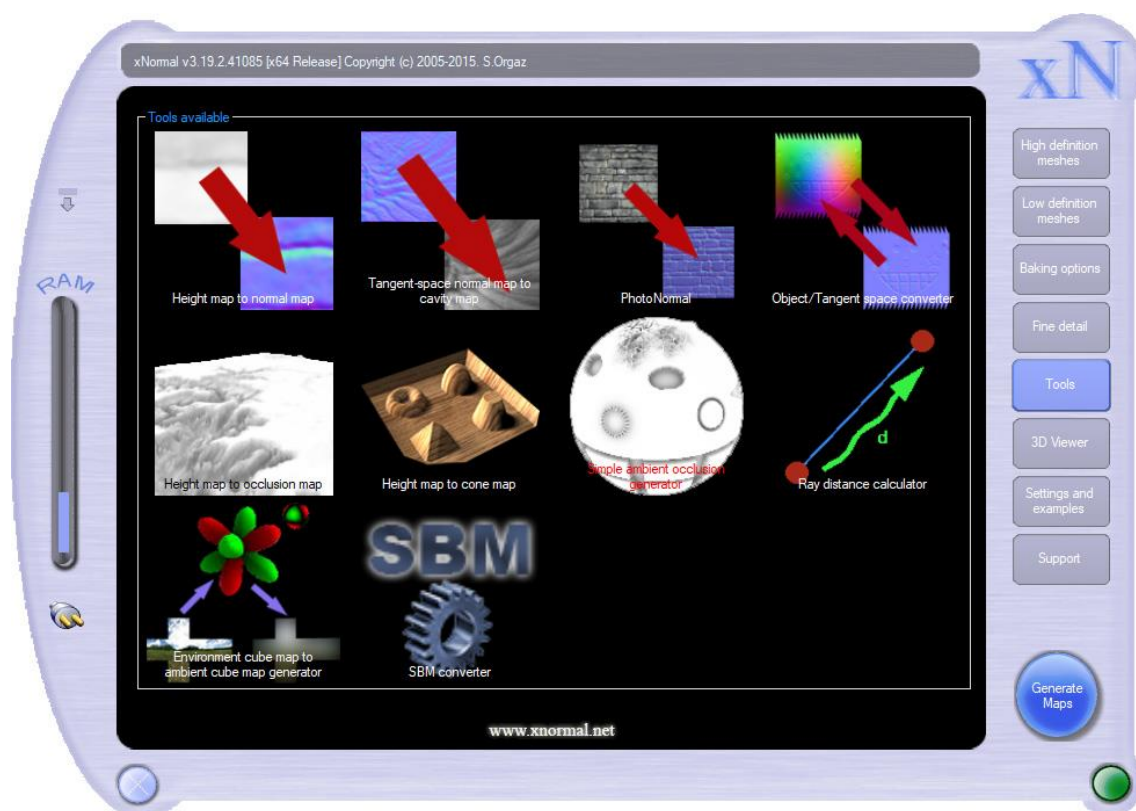 xNormal v3.19.2.41085 [x64 Release] Copyright (c) 2005-2015. S.Orgaz
xN
Tools available
Height map to normal map
Tangent-space normal map to
cavity map
PhotoNormal
Object/Tangent space converter
Height map to occlusion map
Height map to cone map
Simple ambient occlusion
generator
d
Ray distance calculator
Environment cube map to
ambient cube map generator
SBM
SBM converter
www.xnormal.net
RAM
High definition
meshes
Low definition
meshes
Baking options
Fine detail
Tools
3D Viewer
Settings and
examples
Support
Generate
Maps